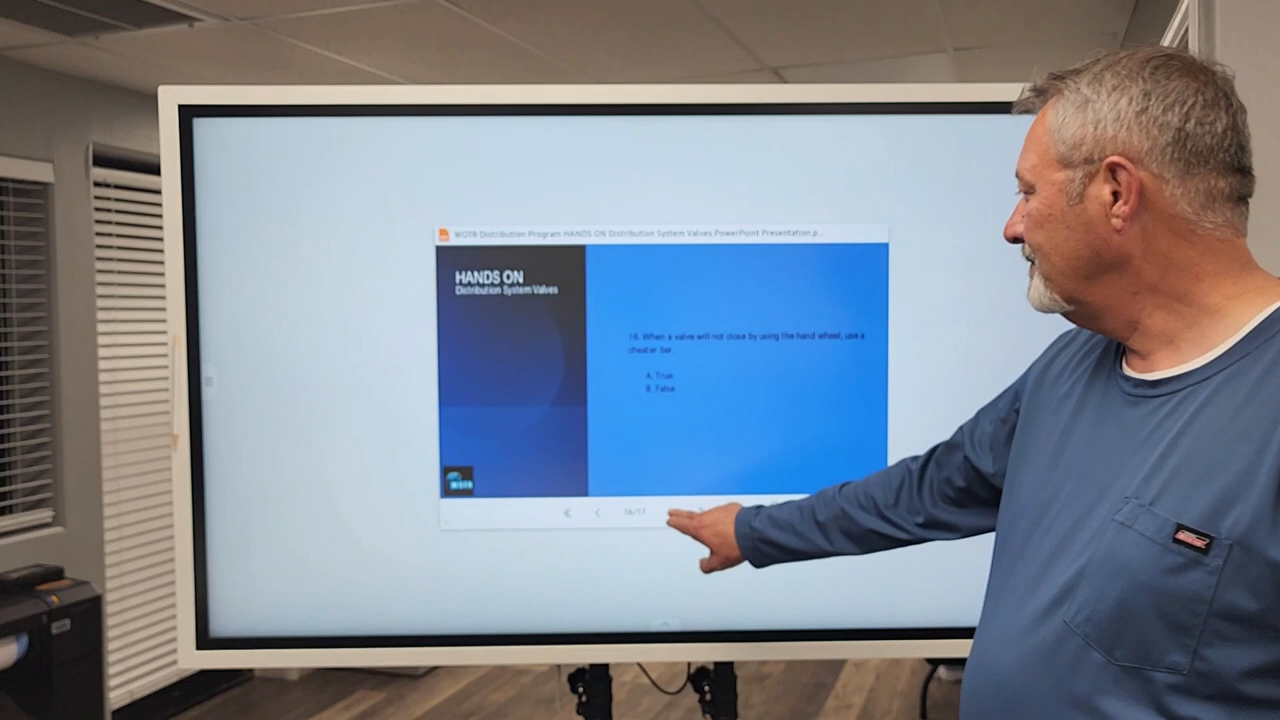 WOTR Distribution Program HANDS ON Distribution System Valves PowerPoint Presentation.p...
HANDS ON
Distribution System Valves
16. When a valve will not close by using the hand wheel, use a
cheater bar.
A. True
B. False
16/17